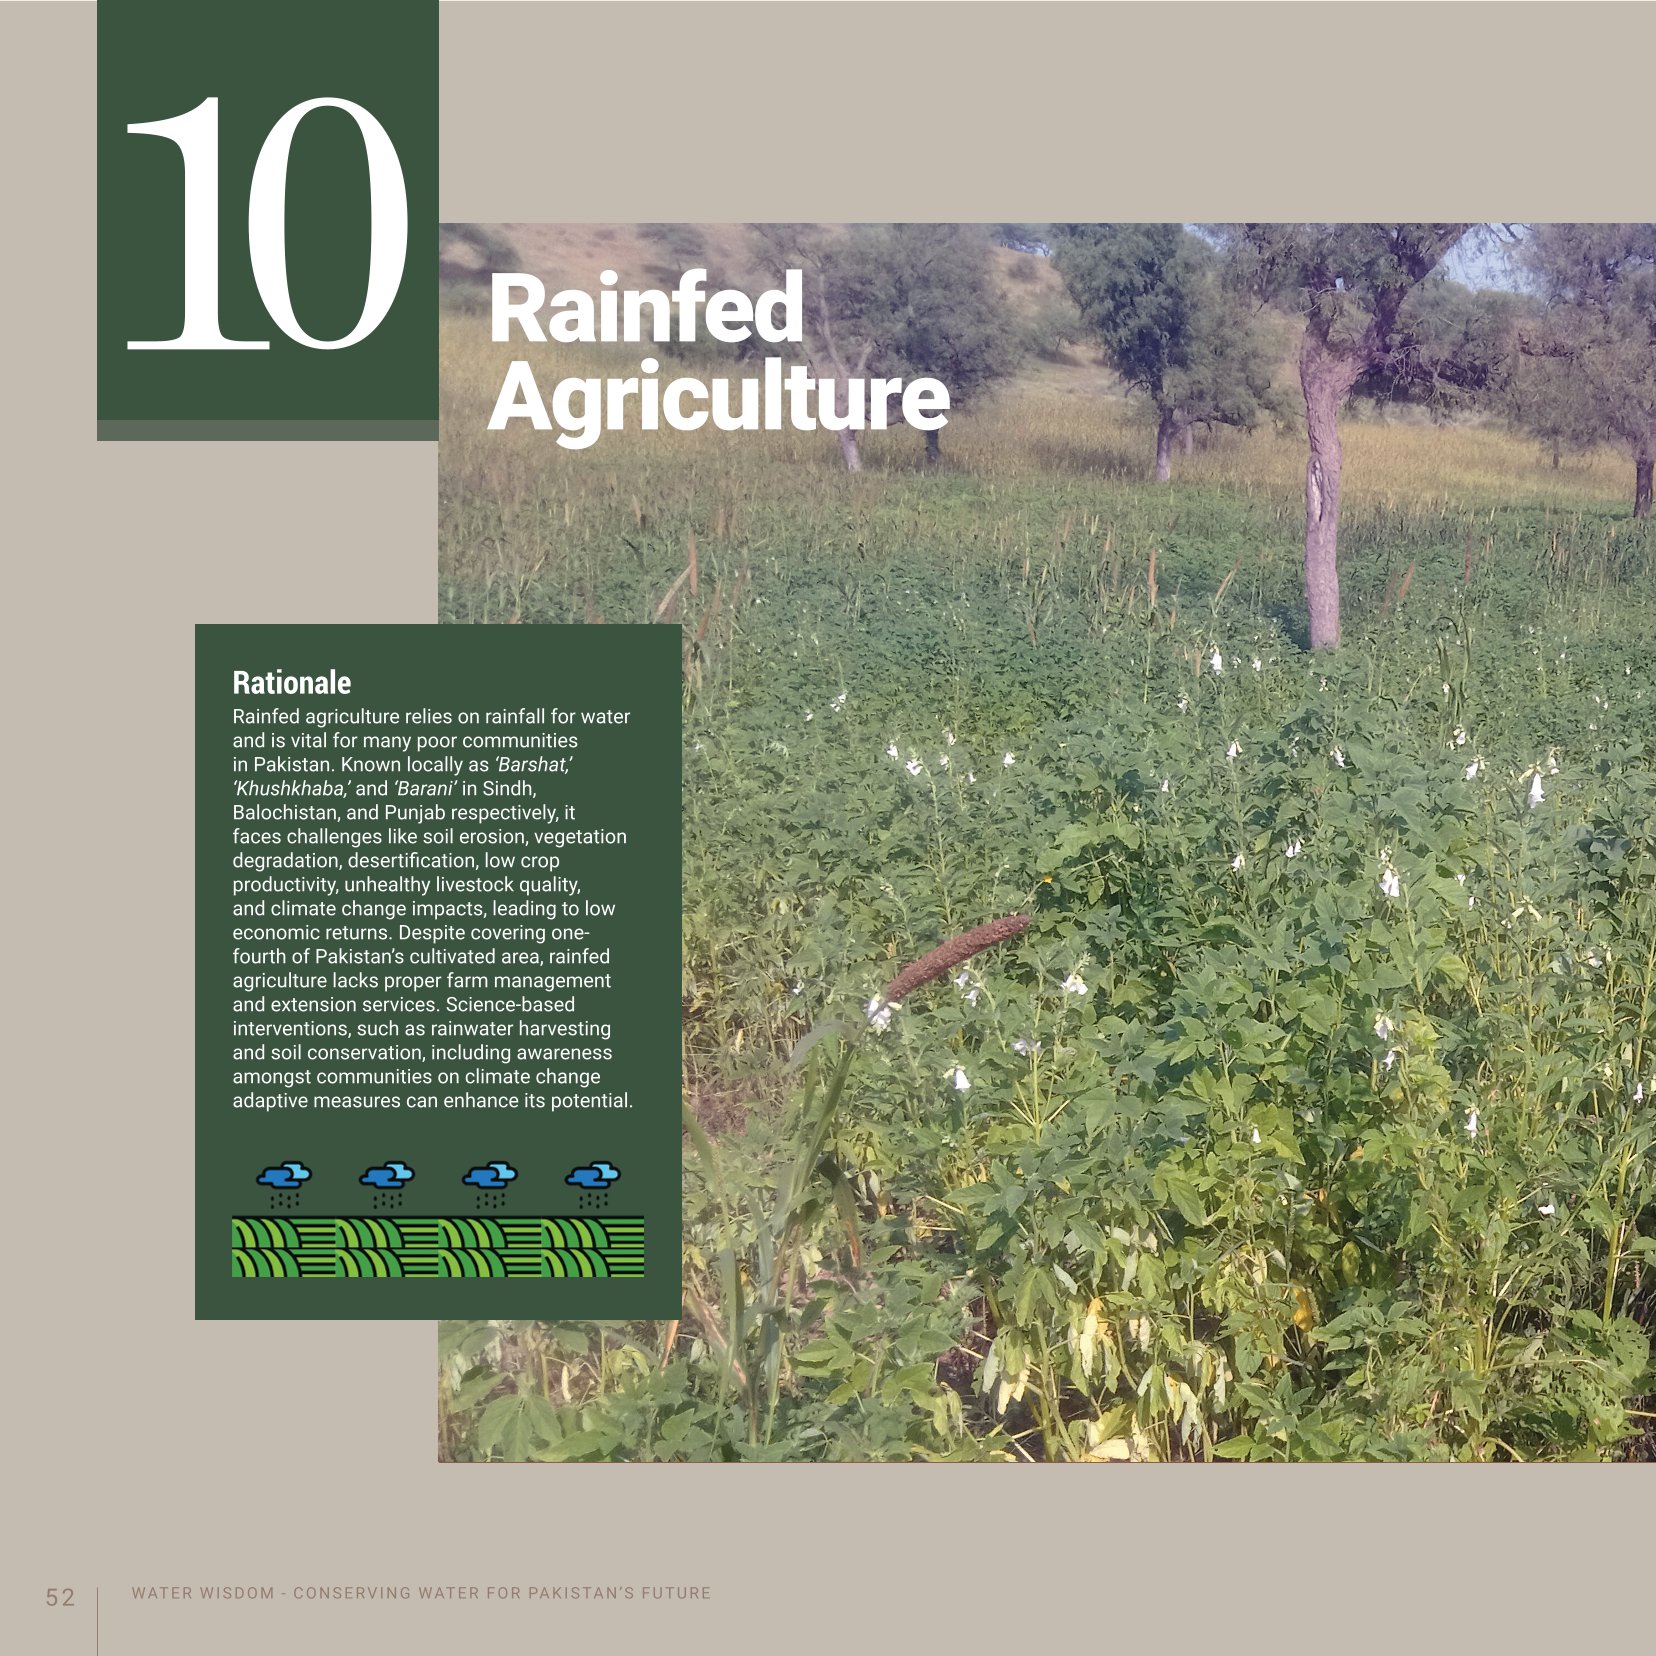 10
Rainfed
Agriculture
Rationale
Rainfed agriculture relies on rainfall for water
and is vital for many poor communities
in Pakistan. Known locally as ‘Barshat,’
‘Khushkhaba,’ and ‘Barani’ in Sindh,
Balochistan, and Punjab respectively, it
faces challenges like soil erosion, vegetation
degradation, desertification, low crop
productivity, unhealthy livestock quality,
and climate change impacts, leading to low
economic returns. Despite covering one-
fourth of Pakistan’s cultivated area, rainfed
agriculture lacks proper farm management
and extension services. Science-based
interventions, such as rainwater harvesting
and soil conservation, including awareness
amongst communities on climate change
adaptive measures can enhance its potential.
52
WATER WISDOM - CONSERVING WATER FOR PAKISTAN’S FUTURE